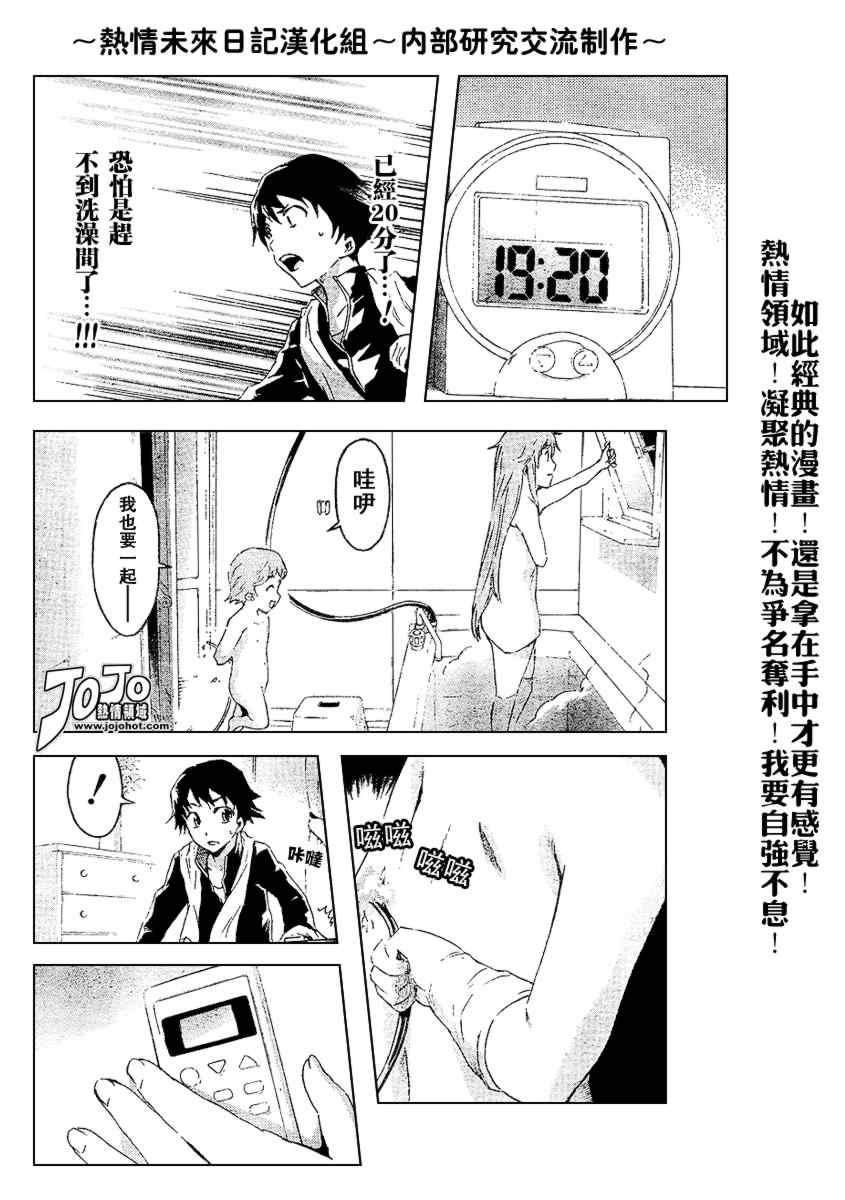 ～熱情未來日記漢化組～內部研究交流制作～
如此經典的漫畫！還是拿在手中才更有感覺！
熱情領域！凝聚熱情！不為爭名奪利！我要自強不息！
19:20
已經20分了…！
恐怕是趕
不到洗澡間了…!!!
哇呀
我也要一起——
JOJO
熱情領域
www.jojohot.com
嗞嗞
嗞嗞
！
咔噠